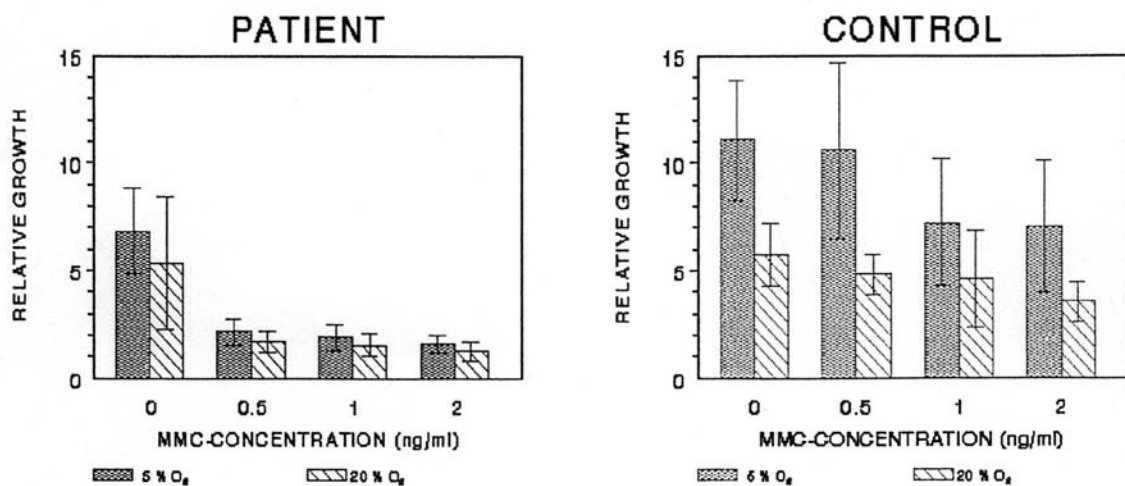 PATIENT
15
10
5
0
RELATIVE GROWTH
0 0.5 1 2
MMC-CONCENTRATION (ng/ml)
5 % O₂ 20 % O₂
CONTROL
15
10
5
0
RELATIVE GROWTH
0 0.5 1 2
MMC-CONCENTRATION (ng/ml)
5 % O₂ 20 % O₂